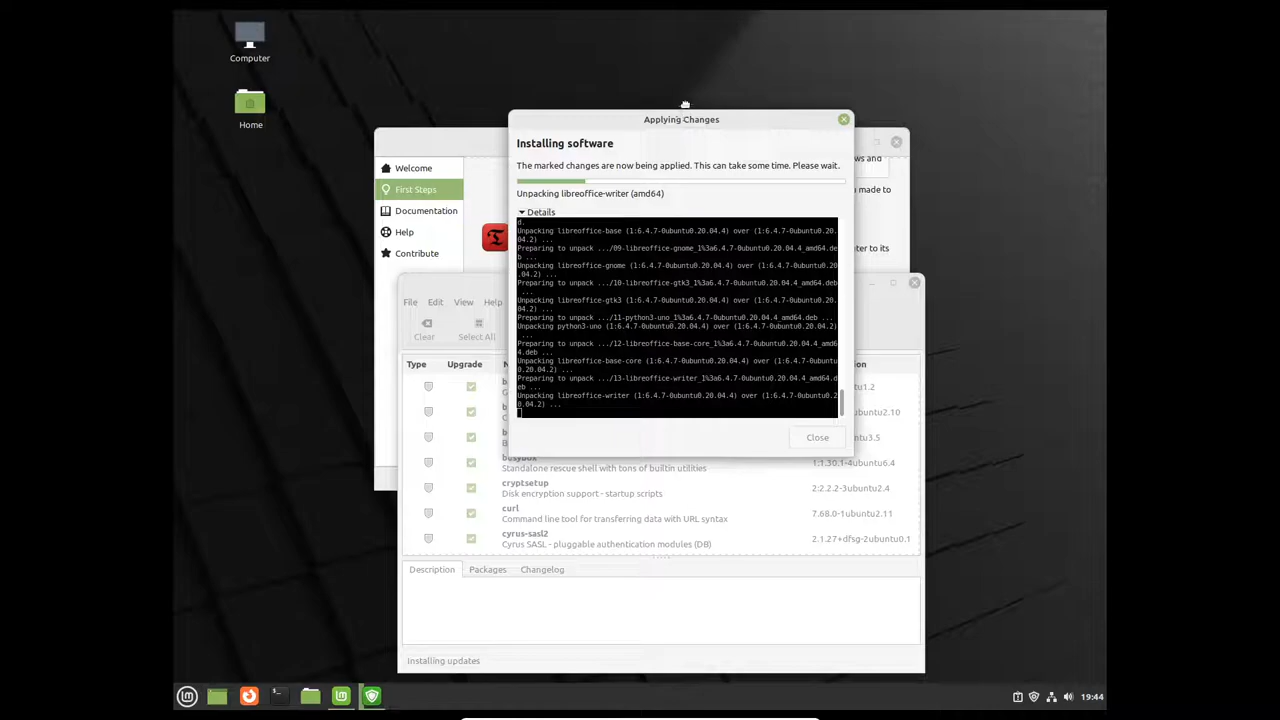 Computer
Home
Applying Changes
Installing software
The marked changes are now being applied. This can take some time. Please wait.
Unpacking libreoffice-writer (amd64)
Details
d.
Unpacking libreoffice-base (1:6.4.7-0ubuntu0.20.04.4) over (1:6.4.7-0ubuntu0.20.
04.2) ...
Preparing to unpack .../09-libreoffice-gnome_1%3a6.4.7-0ubuntu0.20.04.4_amd64.de
b ...
Unpacking libreoffice-gnome (1:6.4.7-0ubuntu0.20.04.4) over (1:6.4.7-0ubuntu0.20
.04.2) ...
Preparing to unpack .../10-libreoffice-gtk3_1%3a6.4.7-0ubuntu0.20.04.4_amd64.deb
 ...
Unpacking libreoffice-gtk3 (1:6.4.7-0ubuntu0.20.04.4) over (1:6.4.7-0ubuntu0.20.
04.2) ...
Preparing to unpack .../11-python3-uno_1%3a6.4.7-0ubuntu0.20.04.4_amd64.deb ...
Unpacking python3-uno (1:6.4.7-0ubuntu0.20.04.4) over (1:6.4.7-0ubuntu0.20.04.2)
 ...
Preparing to unpack .../12-libreoffice-base-core_1%3a6.4.7-0ubuntu0.20.04.4_amd6
4.deb ...
Unpacking libreoffice-base-core (1:6.4.7-0ubuntu0.20.04.4) over (1:6.4.7-0ubuntu
0.20.04.2) ...
Preparing to unpack .../13-libreoffice-writer_1%3a6.4.7-0ubuntu0.20.04.4_amd64.d
eb ...
Unpacking libreoffice-writer (1:6.4.7-0ubuntu0.20.04.4) over (1:6.4.7-0ubuntu0.2
0.04.2) ...
Close
Welcome
First Steps
Documentation
Help
Contribute
ws and
made to
ter to its
File Edit View Help
Clear Select All
Type Upgrade
Standalone rescue shell with tons of builtin utilities
1:1.30.1-4ubuntu6.4
cryptsetup
Disk encryption support - startup scripts
2:2.2.2-3ubuntu2.4
curl
Command line tool for transferring data with URL syntax
7.68.0-1ubuntu2.11
cyrus-sasl2
Cyrus SASL - pluggable authentication modules (DB)
2.1.27+dfsg-2ubuntu0.1
Description Packages Changelog
Installing updates
19:44